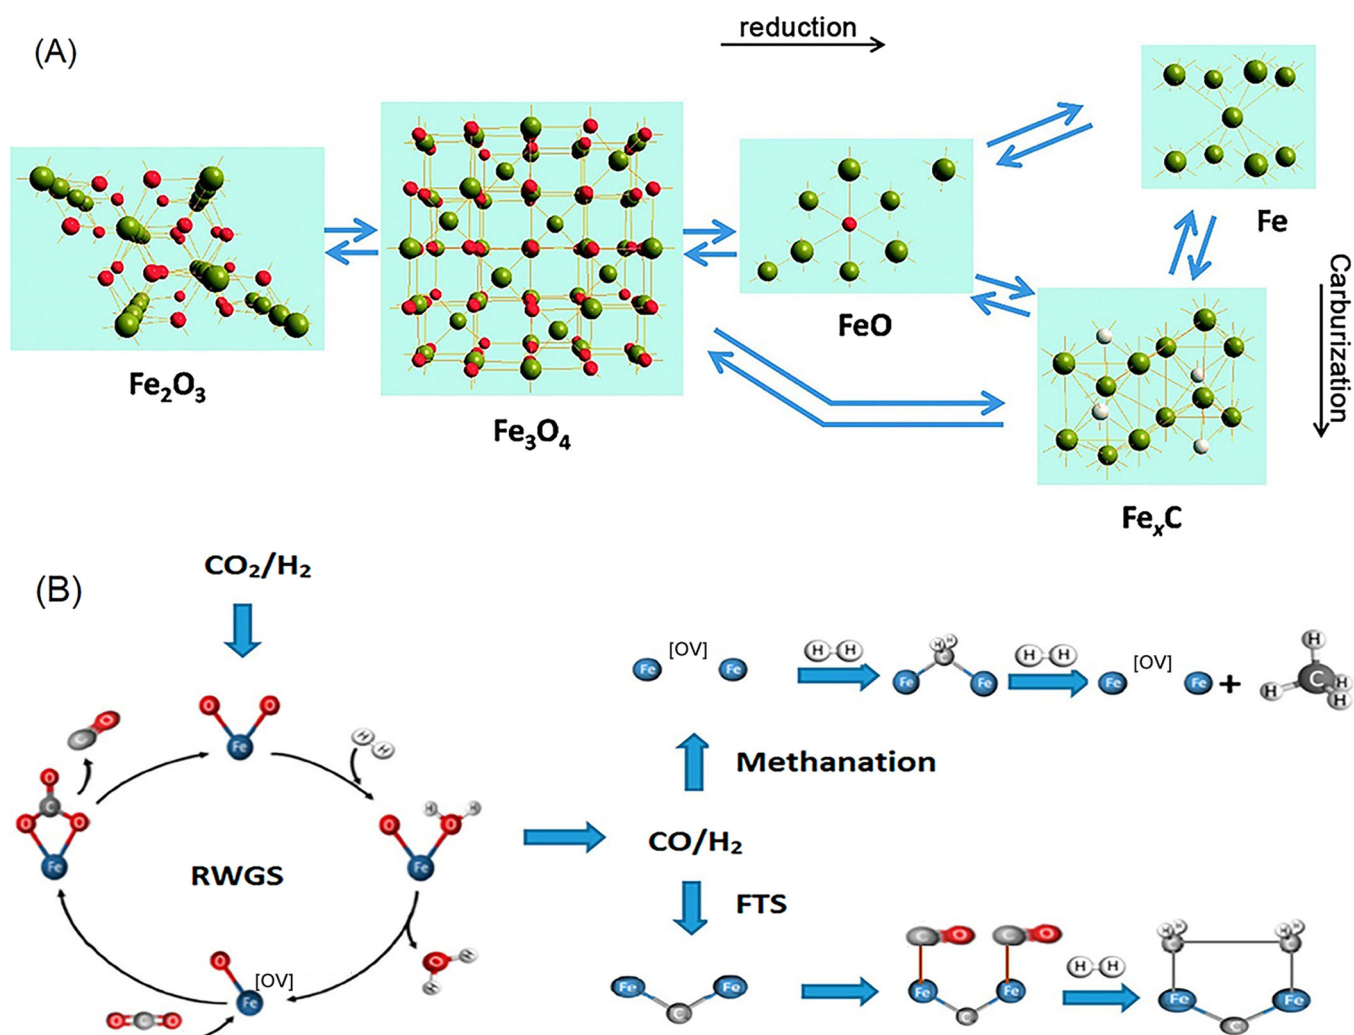 (A)
reduction
Fe
Fe₂O₃
Fe₃O₄
FeO
FeₓC
Carburization
(B)
CO₂/H₂
O
O
Fe
H
H
C
O
O
C
O
O
Fe
O
H
H
O
Fe
RWGS
O
[OV]
Fe
O
H
H
O
C
O
CO/H₂
Methanation
Fe
[OV]
Fe
H
H
H
H
C
Fe
Fe
H
H
Fe
[OV]
Fe
+
H
H
C
H
H
FTS
Fe
Fe
C
C
O
C
O
Fe
Fe
C
H
H
H
H
H
H
C
C
Fe
Fe
C